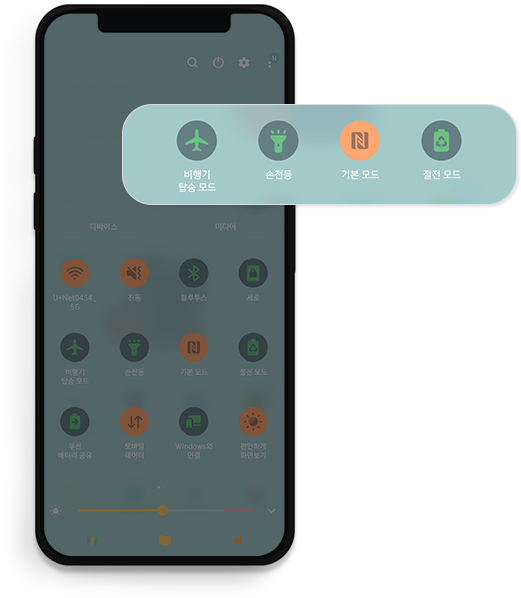 N
비행기
탑승 모드
손전등
기본 모드
절전 모드
디바이스
미디어
U+Net0454_
5G
진동
블루투스
세로
비행기
탑승 모드
손전등
기본 모드
절전 모드
무선
배터리 공유
모바일
데이터
Windows와
연결
편안하게
화면보기